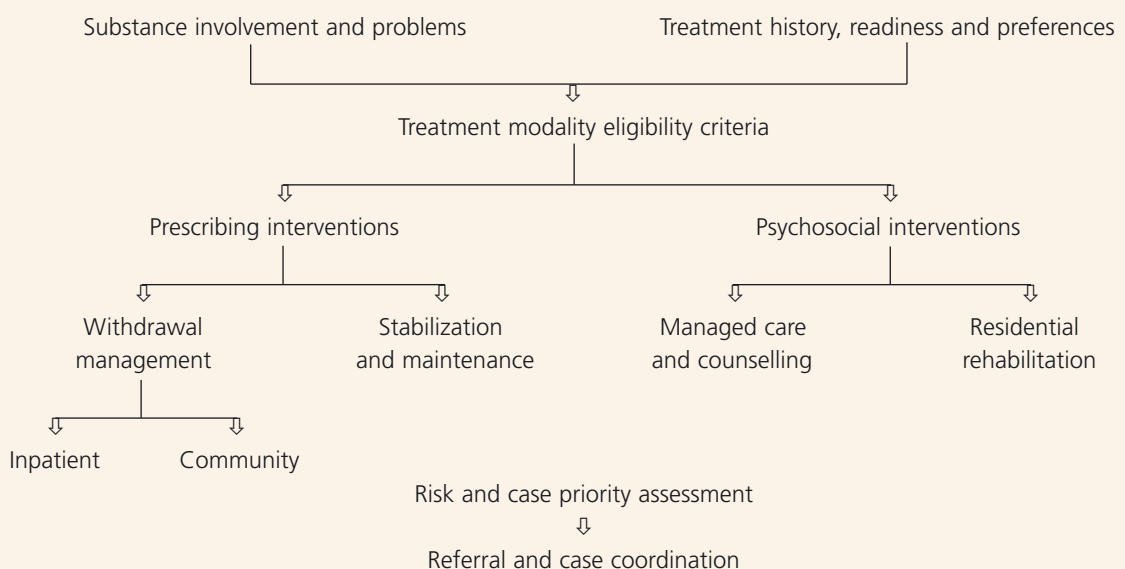 Substance involvement and problems
Treatment history, readiness and preferences
Treatment modality eligibility criteria
Prescribing interventions
Psychosocial interventions
Withdrawal
management
Stabilization
and maintenance
Managed care
and counselling
Residential
rehabilitation
Inpatient
Community
Risk and case priority assessment
Referral and case coordination